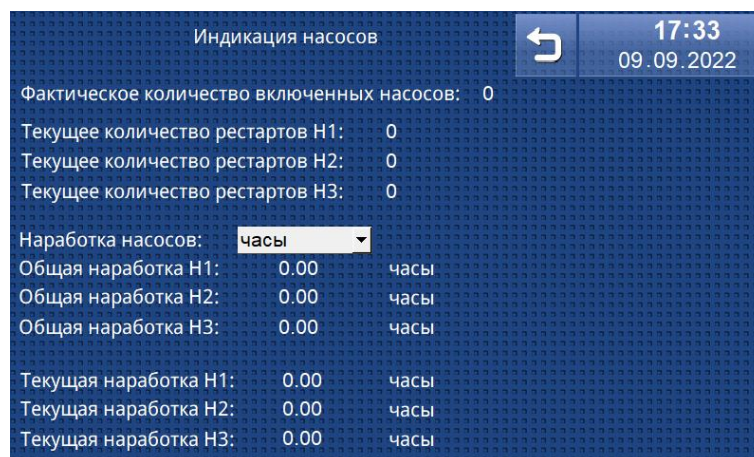 Индикация насосов
17:33
09.09.2022
Фактическое количество включенных насосов: 0
Текущее количество рестартов Н1: 0
Текущее количество рестартов Н2: 0
Текущее количество рестартов Н3: 0
Наработка насосов: часы
Общая наработка Н1: 0.00 часы
Общая наработка Н2: 0.00 часы
Общая наработка Н3: 0.00 часы
Текущая наработка Н1: 0.00 часы
Текущая наработка Н2: 0.00 часы
Текущая наработка Н3: 0.00 часы